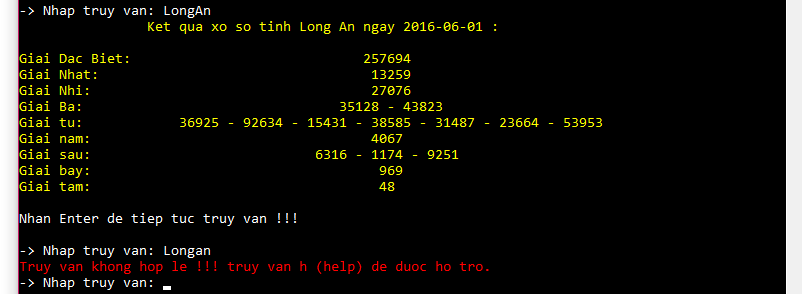 -> Nhap truy van: LongAn
Ket qua xo so tinh Long An ngay 2016-06-01 :
Giai Dac Biet: 257694
Giai Nhat: 13259
Giai Nhi: 27076
Giai Ba: 35128 - 43823
Giai tu: 36925 - 92634 - 15431 - 38585 - 31487 - 23664 - 53953
Giai nam: 4067
Giai sau: 6316 - 1174 - 9251
Giai bay: 969
Giai tam: 48
Nhan Enter de tiep tuc truy van !!!
-> Nhap truy van: Longan
Truy van khong hop le !!! truy van h (help) de duoc ho tro.
-> Nhap truy van: